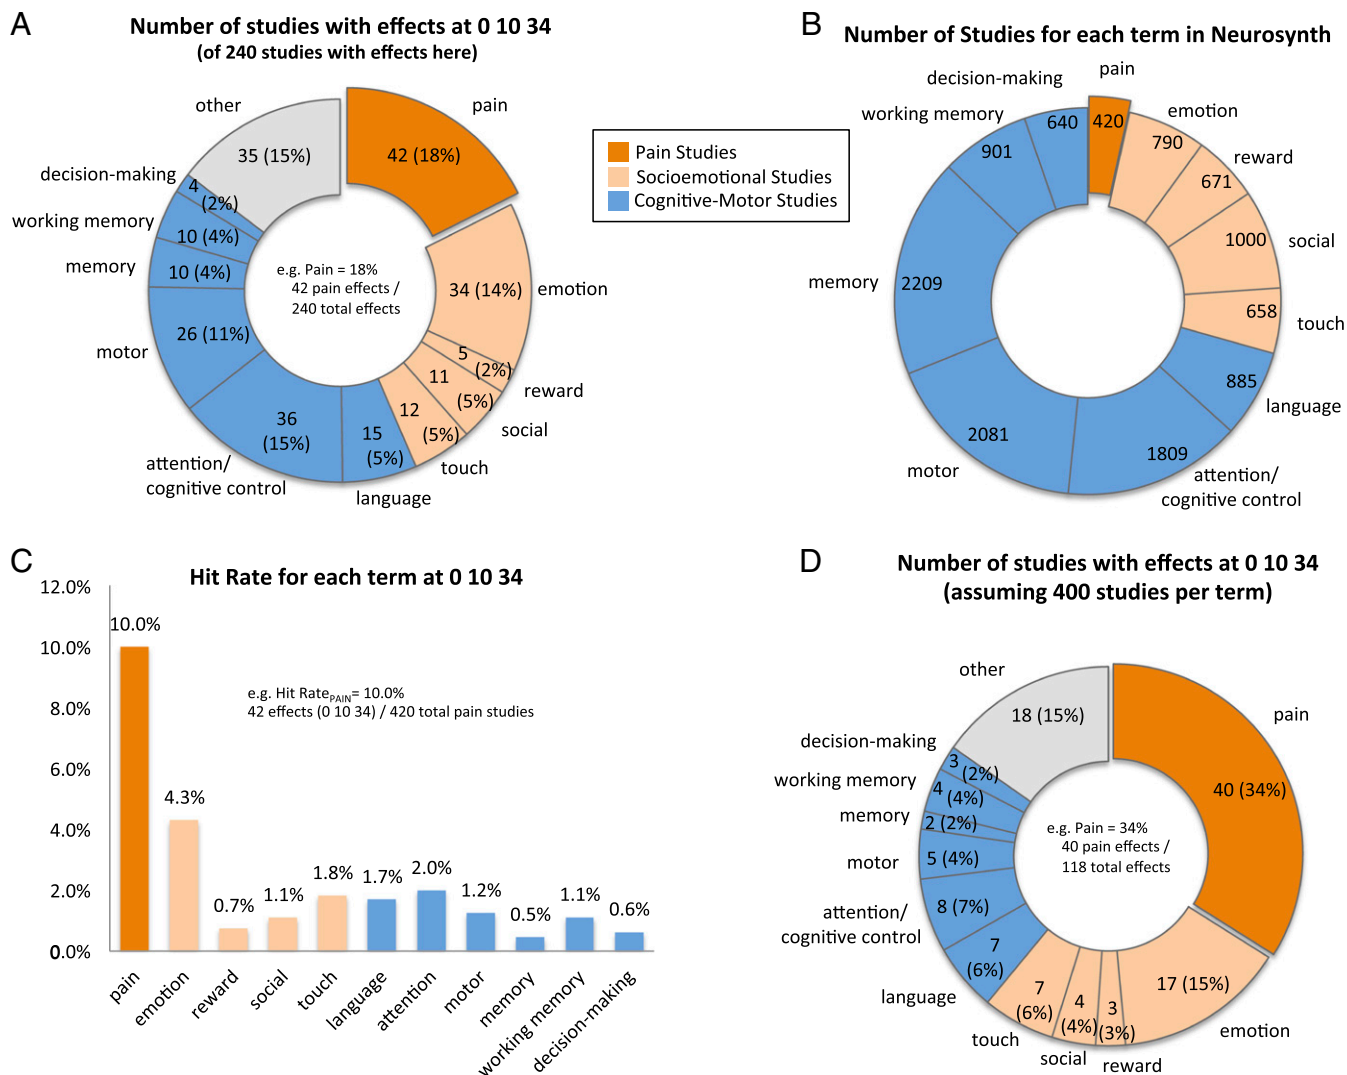 A
Number of studies with effects at 0 10 34
(of 240 studies with effects here)
other
pain
35 (15%)
42 (18%)
decision-making
4
(2%)
working memory
10 (4%)
memory
10 (4%)
e.g. Pain = 18%
42 pain effects /
240 total effects
34 (14%)
emotion
motor
26 (11%)
5
(2%)
reward
11
(5%)
social
12
(5%)
touch
36
(15%)
15
(5%)
attention/
cognitive control
language
Pain Studies
Socioemotional Studies
Cognitive-Motor Studies
B
Number of Studies for each term in Neurosynth
decision-making
pain
working memory
emotion
640
420
790
reward
901
671
1000
social
memory
2209
658
touch
885
language
2081
1809
motor
attention/
cognitive control
C
Hit Rate for each term at 0 10 34
12.0%
10.0%
8.0%
6.0%
4.0%
2.0%
0.0%
10.0%
4.3%
0.7%
1.1%
1.8%
1.7%
2.0%
1.2%
0.5%
1.1%
0.6%
e.g. Hit RatePAIN= 10.0%
42 effects (0 10 34) / 420 total pain studies
pain
emotion
reward
social
touch
language
attention
motor
memory
working memory
decision-making
D
Number of studies with effects at 0 10 34
(assuming 400 studies per term)
other
pain
18 (15%)
decision-making
3
(2%)
working memory
4
(4%)
40 (34%)
memory
2 (2%)
e.g. Pain = 34%
40 pain effects /
118 total effects
motor
5 (4%)
attention/
cognitive control
8 (7%)
7
(6%)
language
7
(6%)
touch
4
(4%)
social
3
(3%)
reward
17 (15%)
emotion